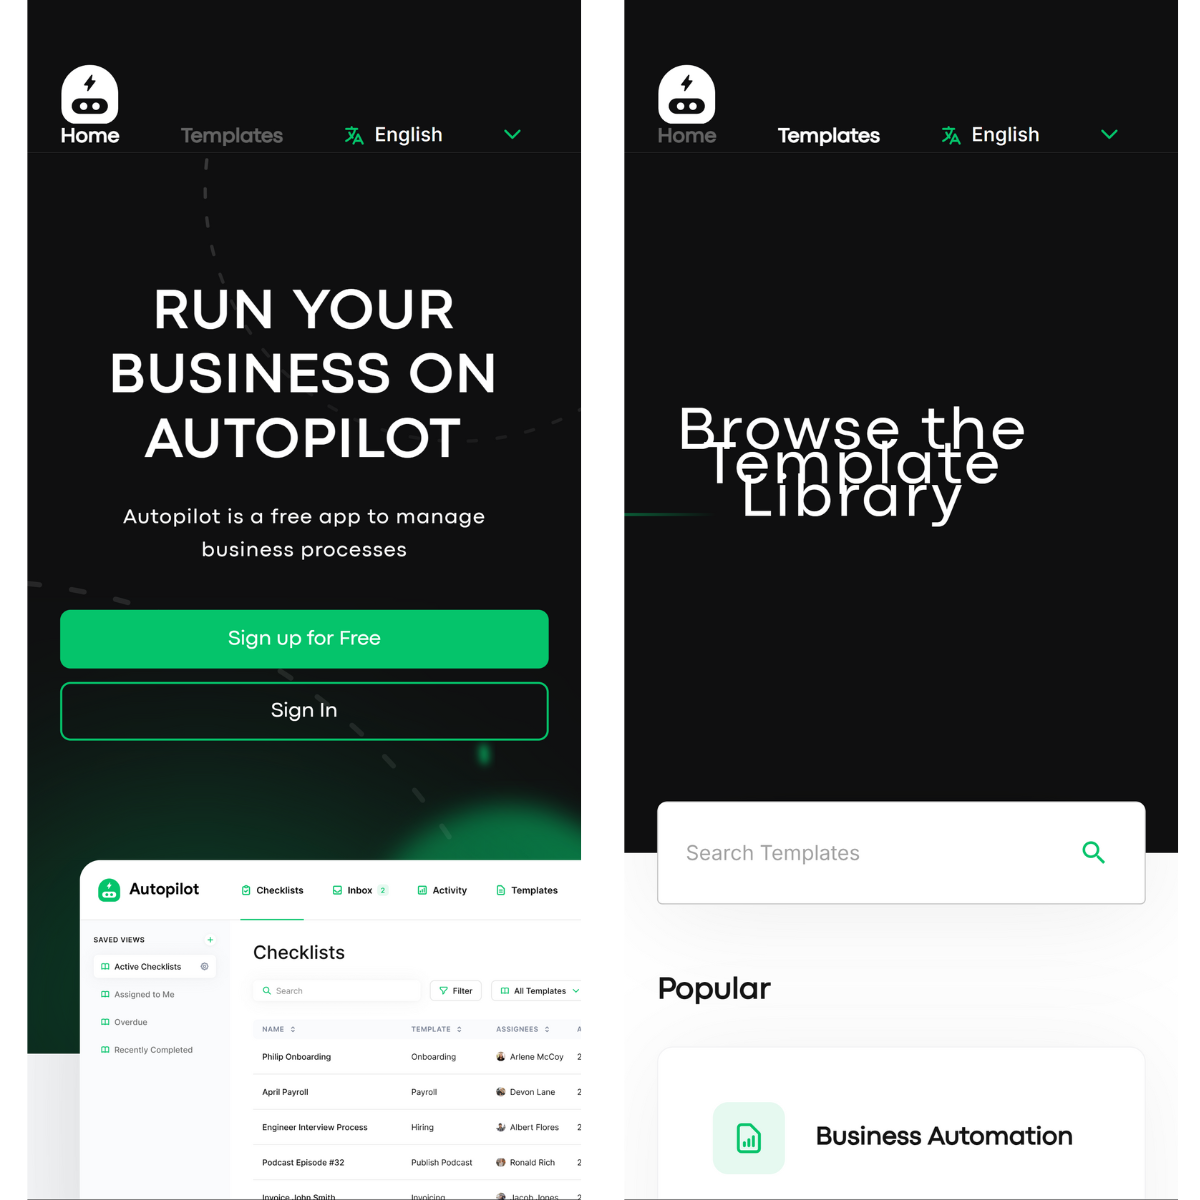 Home Templates English
RUN YOUR
BUSINESS ON
AUTOPILOT
Autopilot is a free app to manage
business processes
Sign up for Free
Sign In
Autopilot Checklists Inbox 2 Activity Templates
SAVED VIEWS +
Active Checklists
Assigned to Me
Overdue
Recently Completed
Checklists
Search Filter All Templates
NAME TEMPLATE ASSIGNEES A
Philip Onboarding Onboarding Arlene McCoy 2
April Payroll Payroll Devon Lane 2
Engineer Interview Process Hiring Albert Flores 2
Podcast Episode #32 Publish Podcast Ronald Rich 2
Invoice John Smith Invoicing Jacob Jones 2
Home Templates English
Browse the
Template
Library
Search Templates
Popular
Business Automation